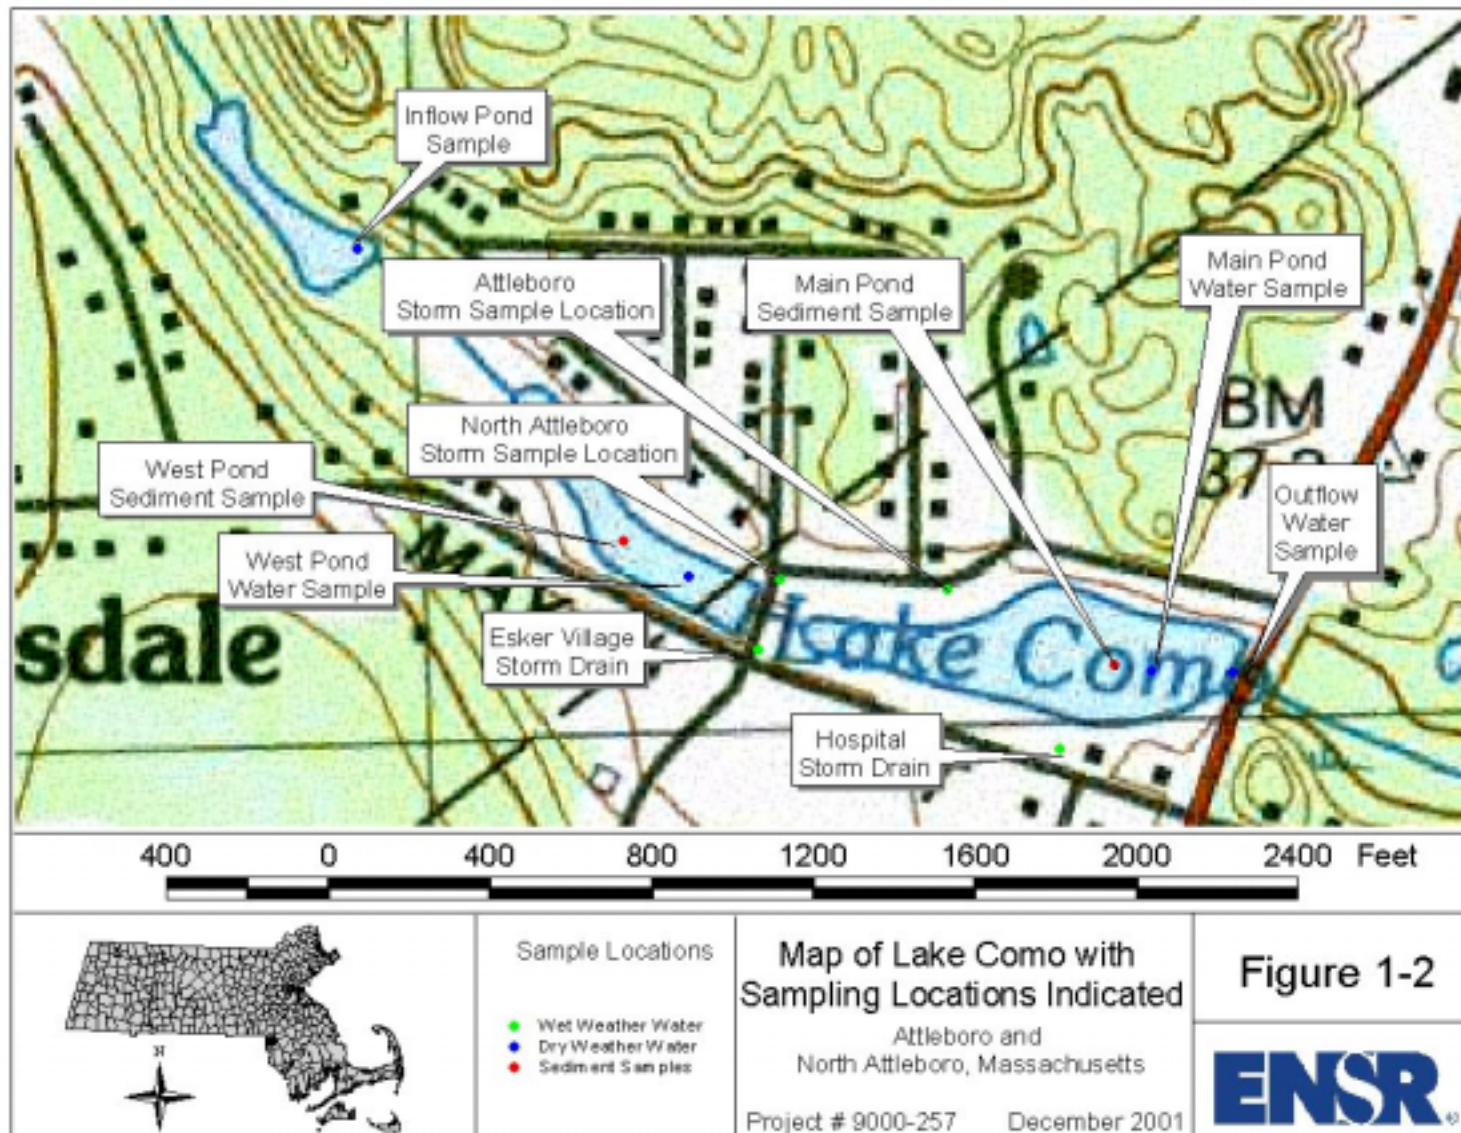 Inflow Pond
Sample
Attleboro
Storm Sample Location
Main Pond
Sediment Sample
Main Pond
Water Sample
North Attleboro
Storm Sample Location
West Pond
Sediment Sample
BM
Outflow
Water
Sample
West Pond
Water Sample
Esker Village
Storm Drain
Lake Como
sdale
Hospital
Storm Drain
400 0 400 800 1200 1600 2000 2400 Feet
N
Sample Locations
Wet Weather Water
Dry Weather Water
Sediment Samples
Map of Lake Como with
Sampling Locations Indicated
Attleboro and
North Attleboro, Massachusetts
Project # 9000-257 December 2001
Figure 1-2
ENSR